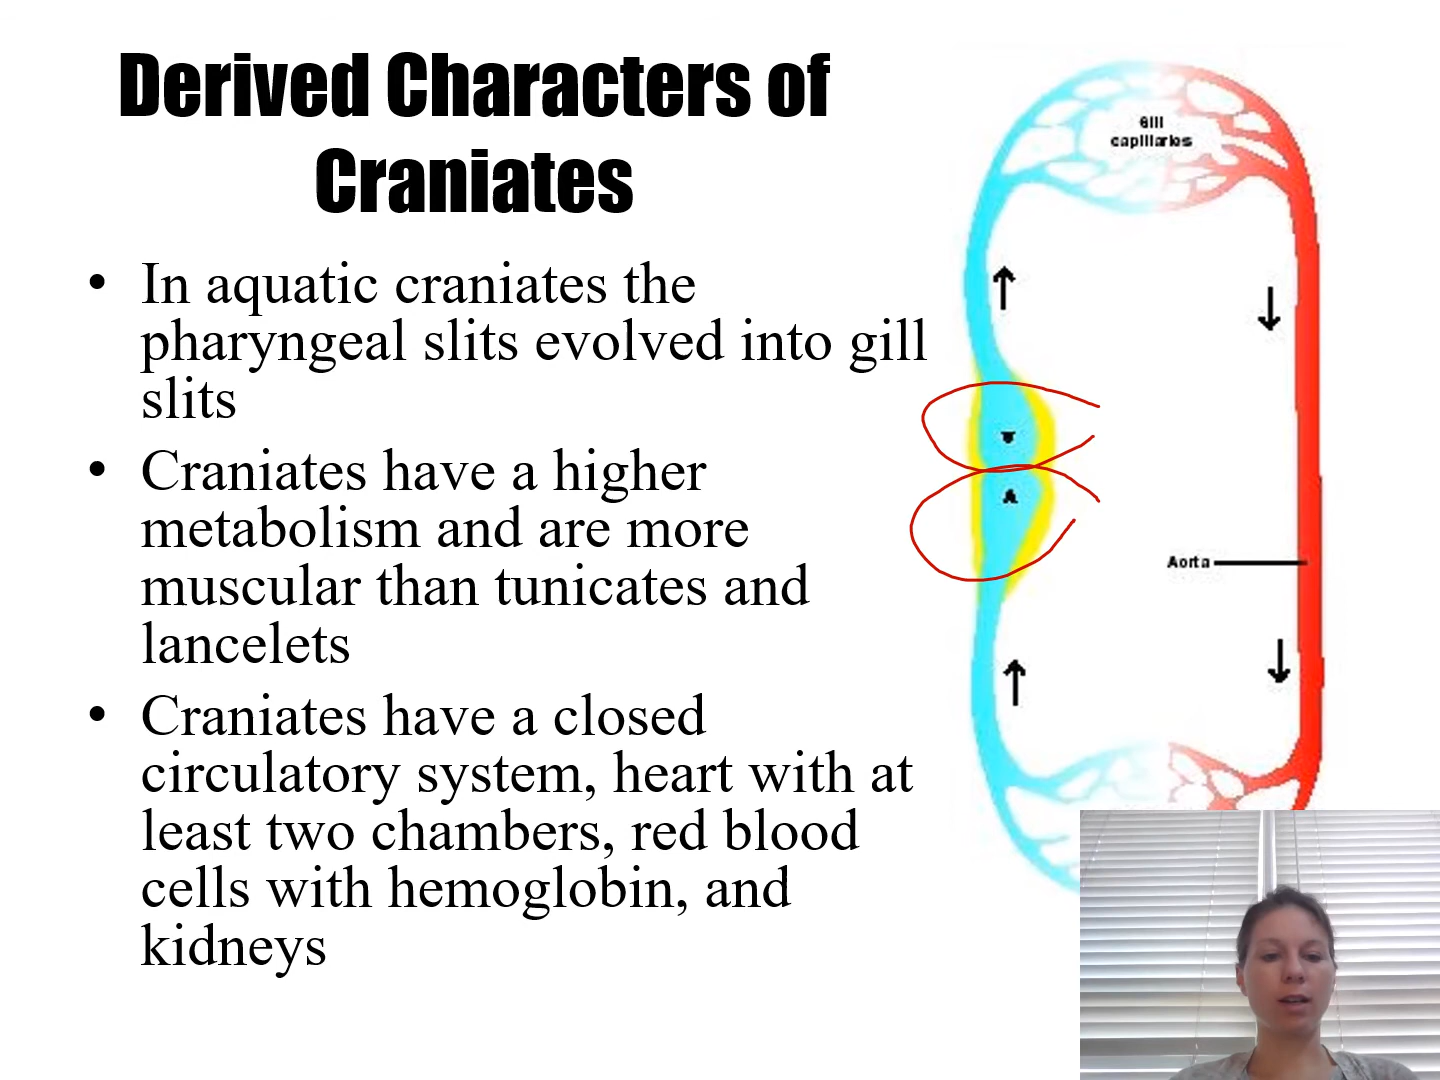 Derived Characters of
Craniates
• In aquatic craniates the
pharyngeal slits evolved into gill
slits
• Craniates have a higher
metabolism and are more
muscular than tunicates and
lancelets
• Craniates have a closed
circulatory system, heart with at
least two chambers, red blood
cells with hemoglobin, and
kidneys
Gill
capillaries
A
Aorta